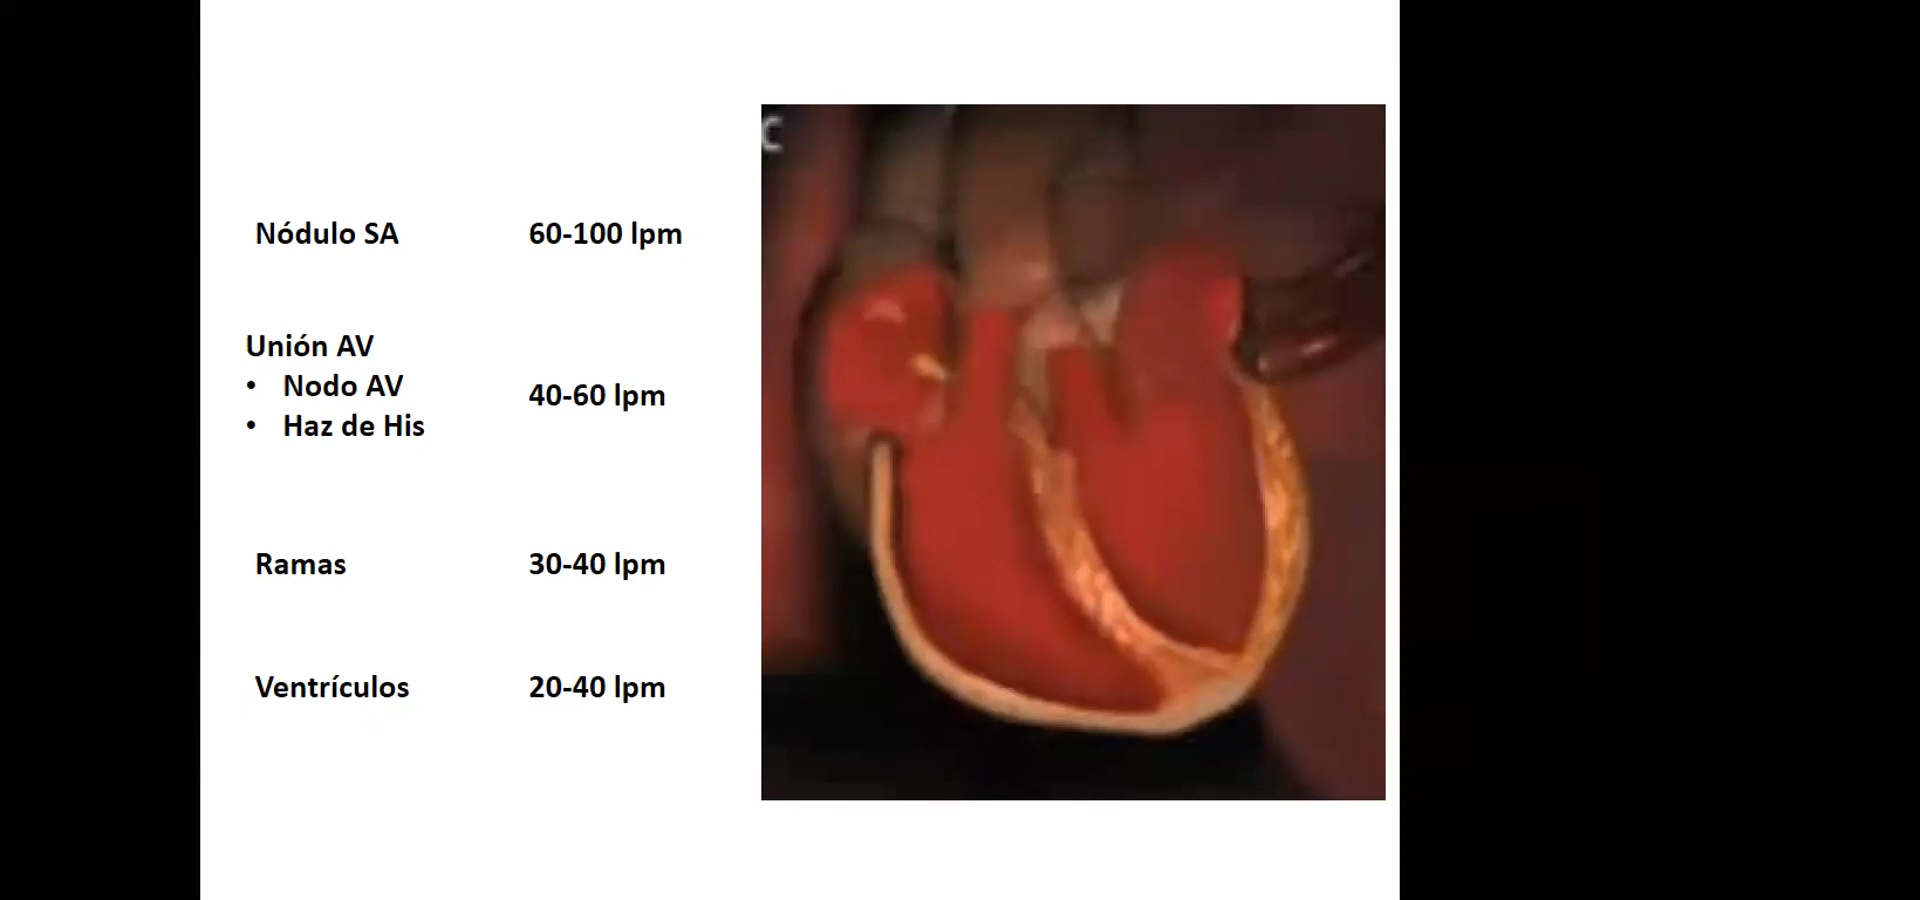 C
Nódulo SA 60-100 lpm
Unión AV
• Nodo AV
• Haz de His
40-60 lpm
Ramas 30-40 lpm
Ventrículos 20-40 lpm